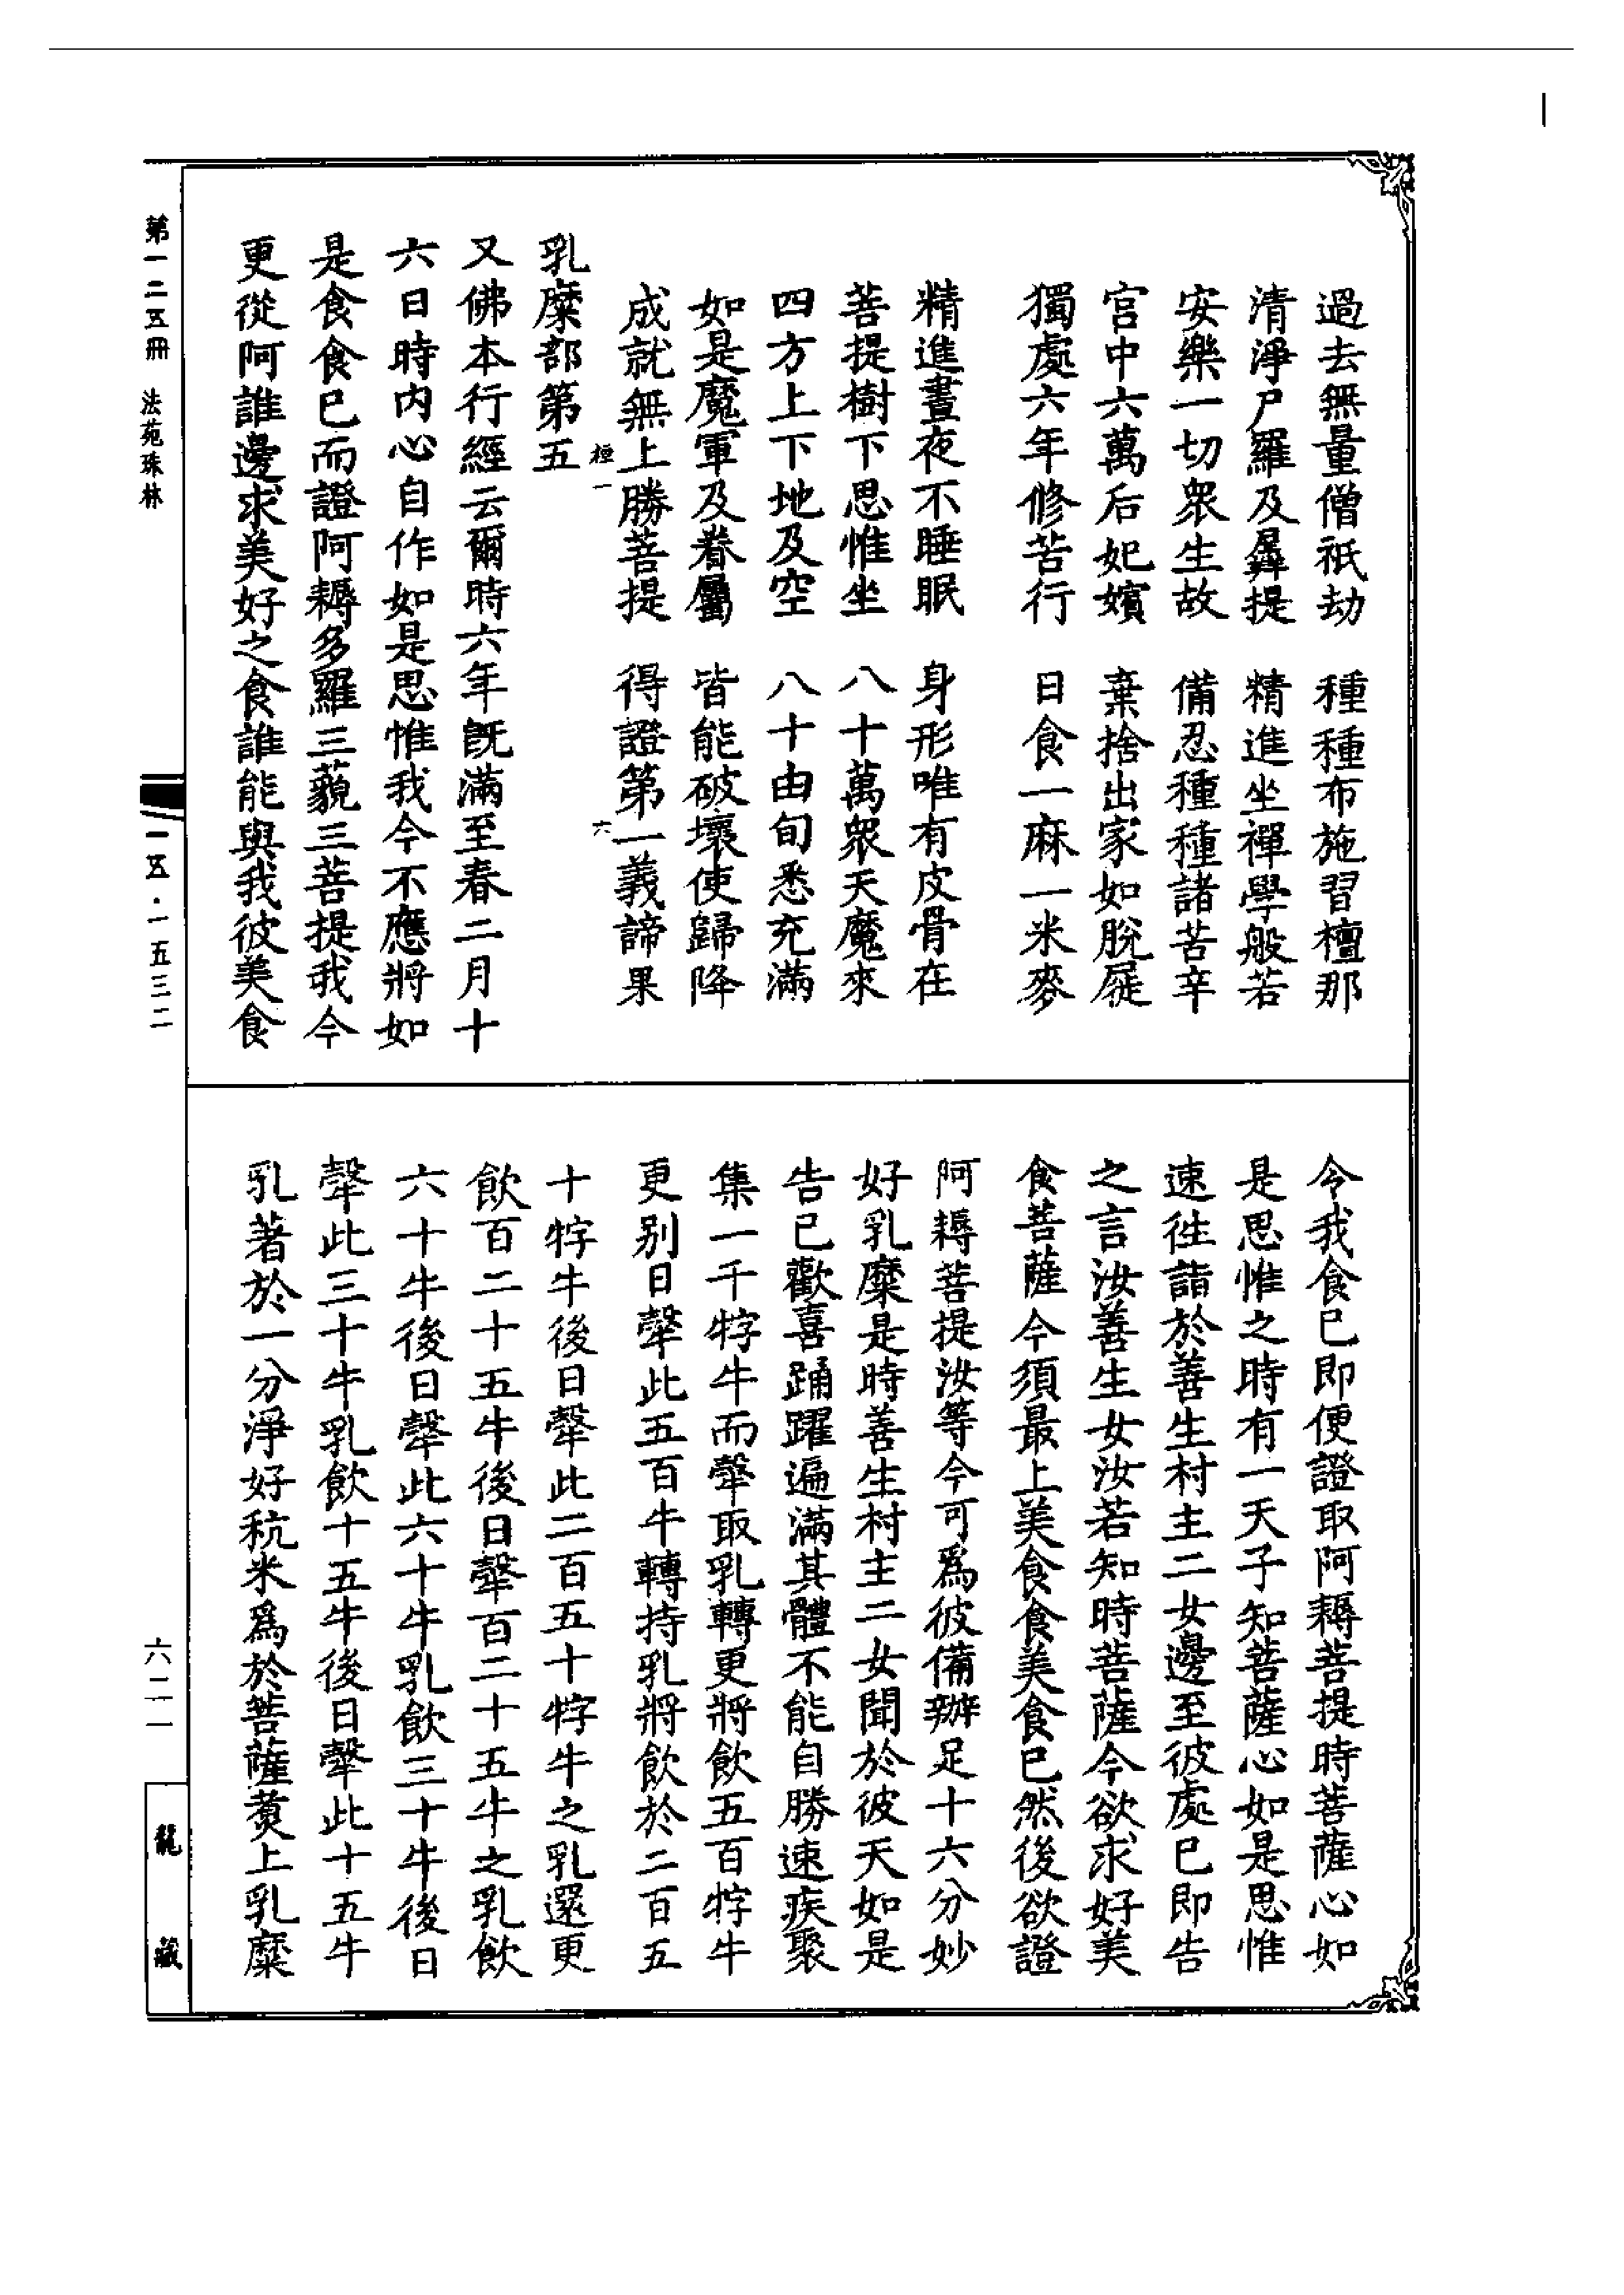 過去無量僧祇劫　種種布施習檀那
清淨尸羅及羼提　精進坐禪學般若
安樂一切衆生故　備忍種種諸苦辛
宮中六萬后妃嬪　棄捨出家如脫屣
獨處六年修苦行　日食一麻一米麥
精進晝夜不睡眠　身形唯有皮骨在
菩提樹下思惟坐　八十萬衆天魔來
四方上下地及空　八十由旬悉充滿
如是魔軍及眷屬　皆能破壞使歸降
成就無上勝菩提　得證第一義諦果
桓一　六
乳糜部第五
又佛本行經云爾時六年旣滿至春二月十
六日時內心自作如是思惟我今不應將如
是食食已而證阿耨多羅三藐三菩提我今
更從阿誰邊求美好之食誰能與我彼美食
今我食已即便證取阿耨菩提時菩薩心如
是思惟之時有一天子知菩薩心如是思惟
速往詣於善生村主二女邊至彼處已即告
之言汝善生女汝若知時菩薩今欲求好美
食菩薩今須最上美食食美食已然後欲證
阿耨菩提汝等今可爲彼備辦足十六分妙
好乳糜是時善生村主二女聞於彼天如是
告已歡喜踊躍遍滿其體不能自勝速疾聚
集一千牸牛而𤛗取乳轉更將飲五百牸牛
更別日𤛗此五百牛轉持乳將飲於二百五
十牸牛後日𤛗此二百五十牸牛之乳還更
飲百二十五牛後日𤛗百二十五牛之乳飲
六十牛後日𤛗此六十牛乳飲三十牛後日
𤛗此三十牛乳飲十五牛後日𤛗此十五牛
乳著於一分淨好秔米爲於菩薩煑上乳糜
第一二五冊　法苑珠林
一五·一五三二
六二一
龍藏